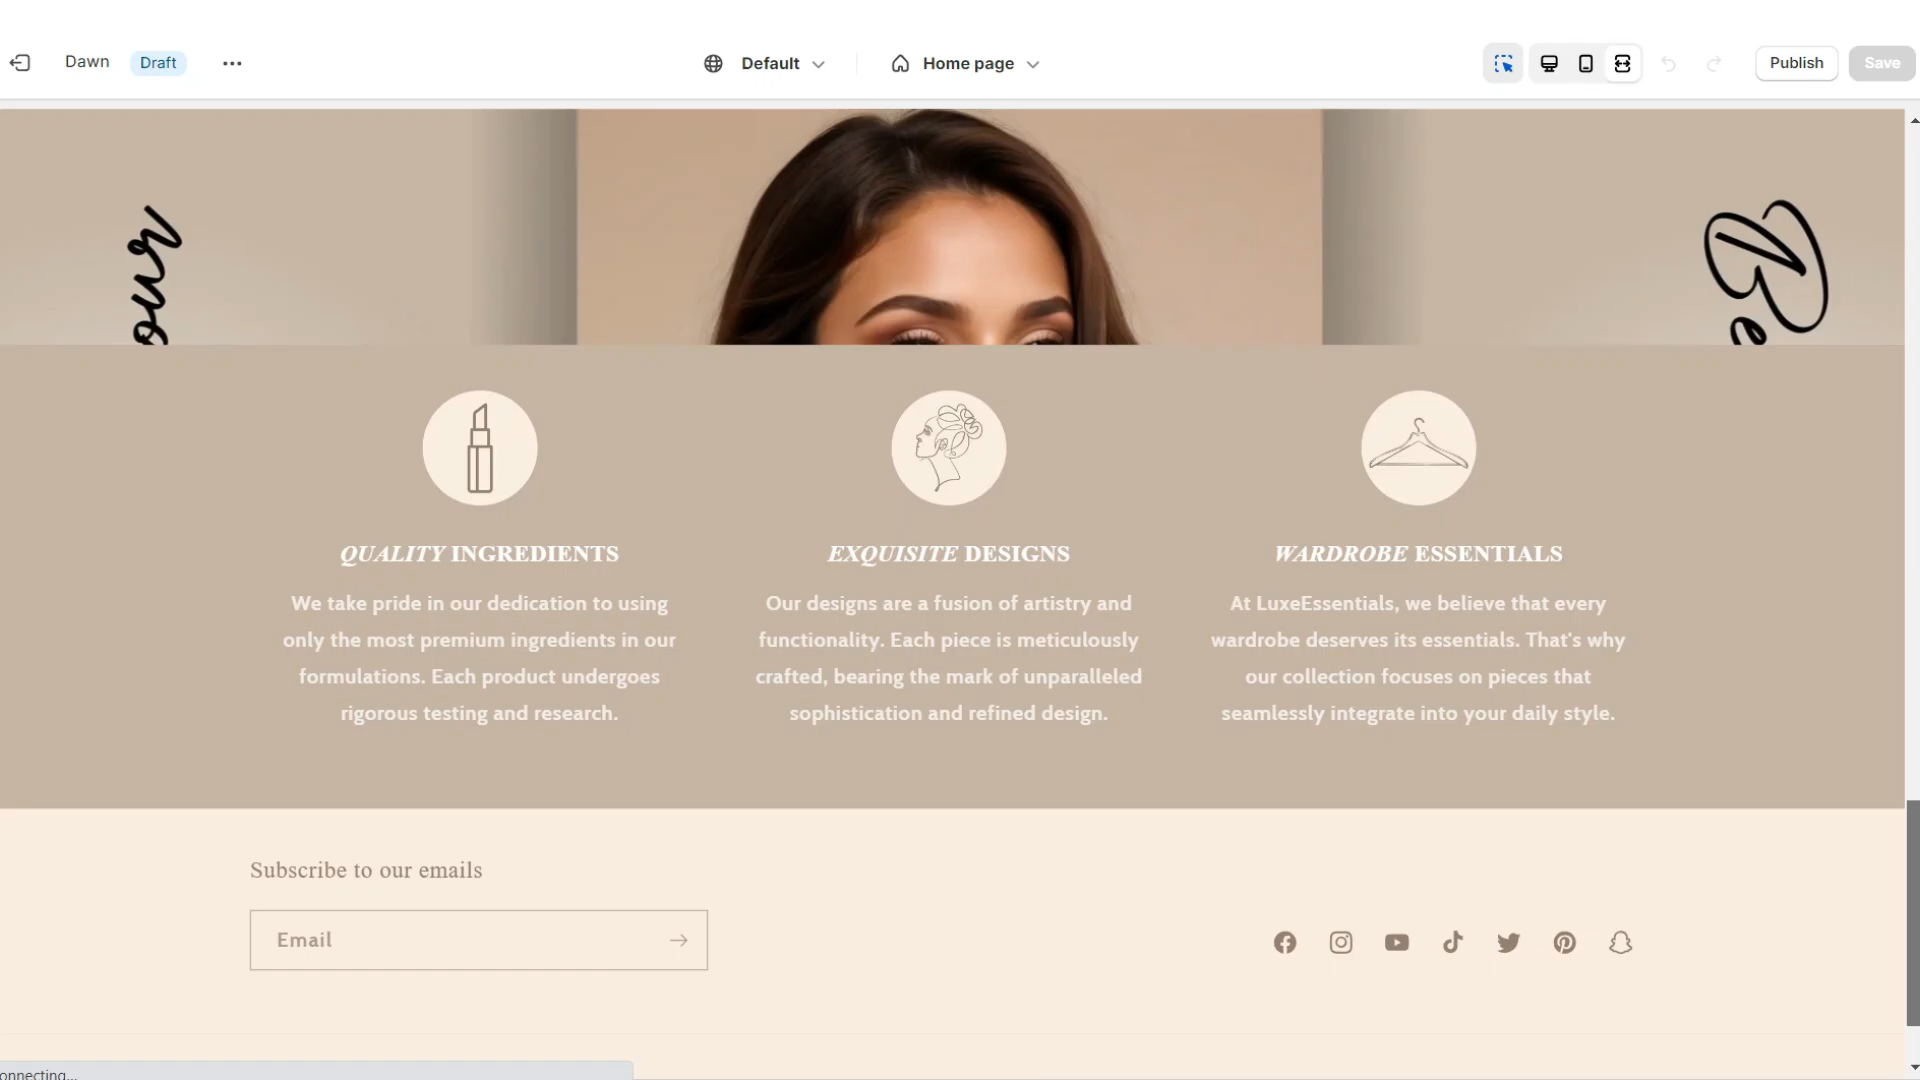 Dawn Draft ... Default Home page Publish Save
our
Be
QUALITY INGREDIENTS
We take pride in our dedication to using
only the most premium ingredients in our
formulations. Each product undergoes
rigorous testing and research.
EXQUISITE DESIGNS
Our designs are a fusion of artistry and
functionality. Each piece is meticulously
crafted, bearing the mark of unparalleled
sophistication and refined design.
WARDROBE ESSENTIALS
At LuxeEssentials, we believe that every
wardrobe deserves its essentials. That's why
our collection focuses on pieces that
seamlessly integrate into your daily style.
Subscribe to our emails
Email
onnecting...